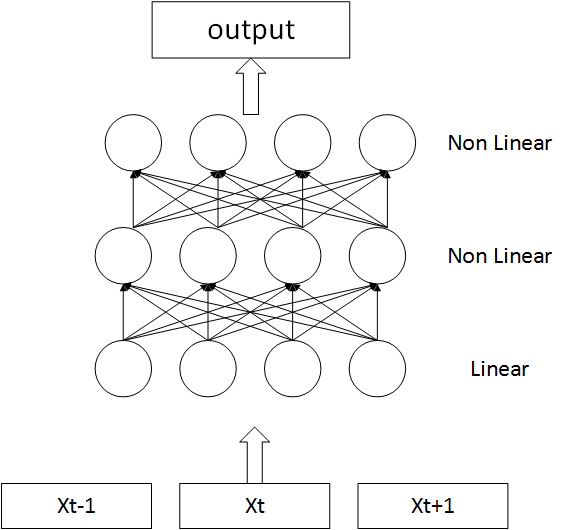 output
Non Linear
Non Linear
Linear
Xt-1
Xt
Xt+1